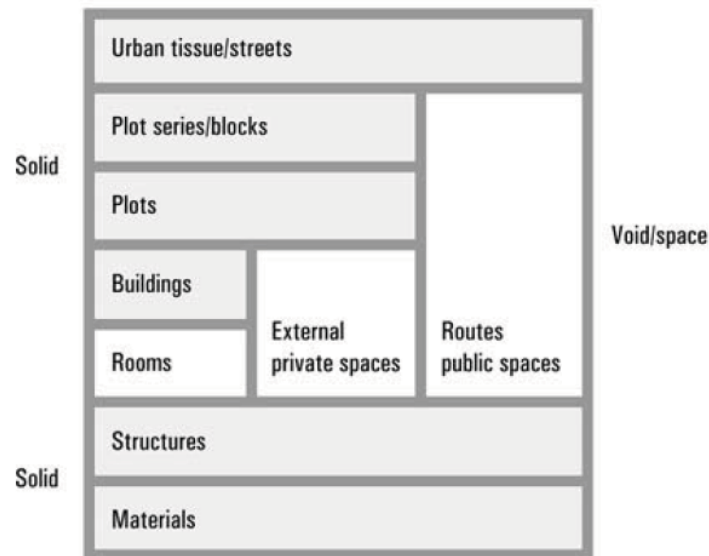 Urban tissue/streets
Plot series/blocks
Solid
Plots
Void/space
Buildings
External
private spaces
Routes
public spaces
Rooms
Structures
Solid
Materials